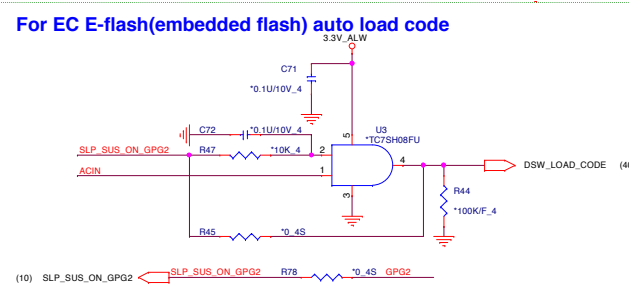 For EC E-flash(embedded flash) auto load code
3.3V_ALW
C71
*0.1U/10V_4
C72 *0.1U/10V_4
U3
*TC7SH08FU
5
SLP_SUS_ON_GPG2 R47 *10K_4 2
4
DSW_LOAD_CODE (40
ACIN 1
3
R44
*100K/F_4
R45 *0_4S
(10) SLP_SUS_ON_GPG2 SLP_SUS_ON_GPG2 R78 *0_4S GPG2